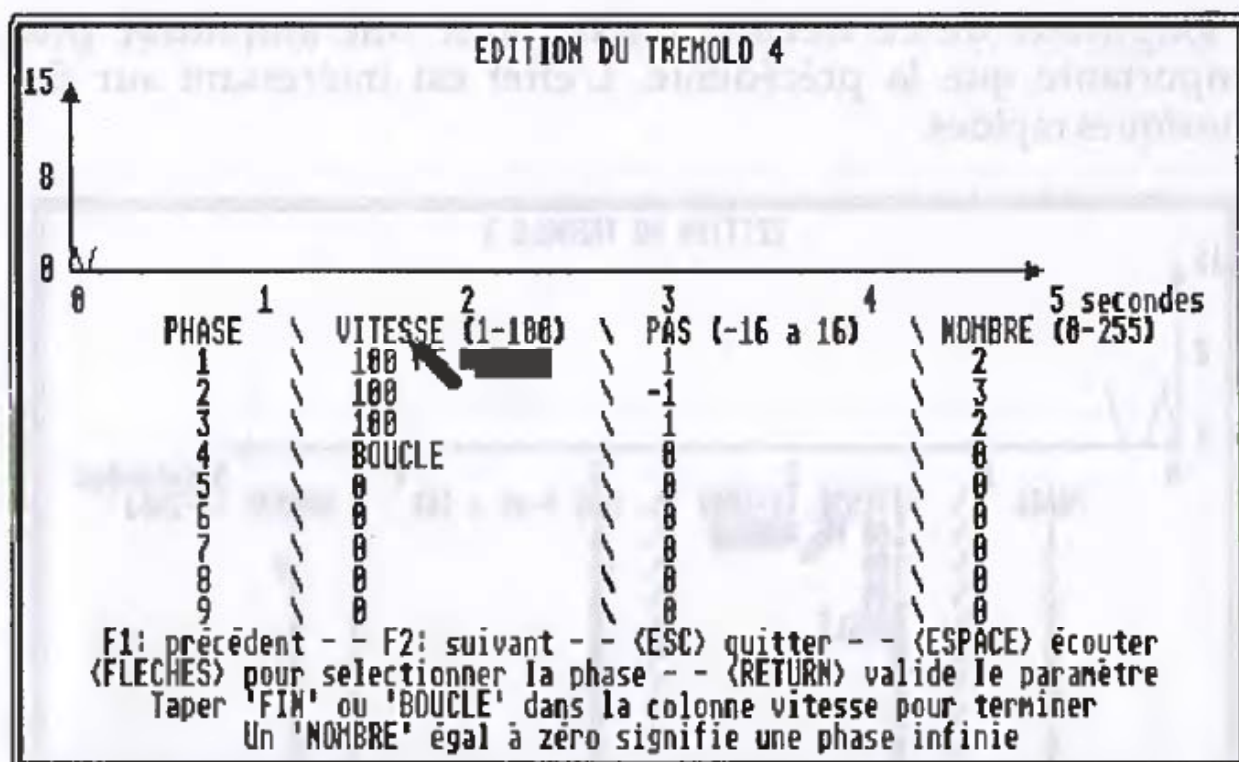 EDITION DU TREMOLO 4
15
8
0
0 1 2 3 4 5 secondes
PHASE \ VITESSE (1-100) \ PAS (-16 a 16) \ NOMBRE (0-255)
1 \ 100 \ 1 \ 2
2 \ 100 \ -1 \ 3
3 \ 100 \ 1 \ 2
4 \ BOUCLE \ 0 \ 0
5 \ 0 \ 0 \ 0
6 \ 0 \ 0 \ 0
7 \ 0 \ 0 \ 0
8 \ 0 \ 0 \ 0
9 \ 0 \ 0 \ 0
F1: précédent - - F2: suivant - - <ESC> quitter - - <ESPACE> écouter
<FLECHES> pour selectionner la phase - - <RETURN> valide le paramètre
Taper 'FIN' ou 'BOUCLE' dans la colonne vitesse pour terminer
Un 'NOMBRE' égal à zéro signifie une phase infinie